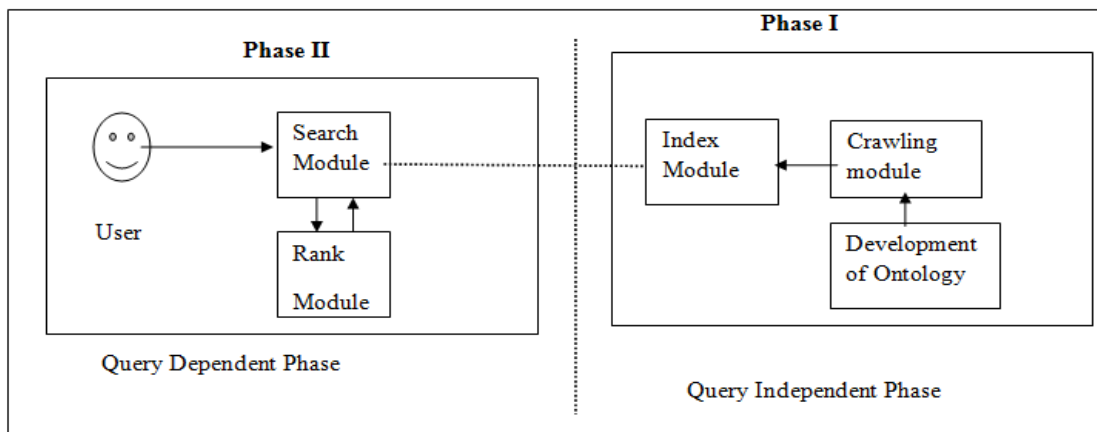 Phase I
Phase II
Search
Module
Index
Module
Crawling
module
User
Rank
Module
Development
of Ontology
Query Dependent Phase
Query Independent Phase